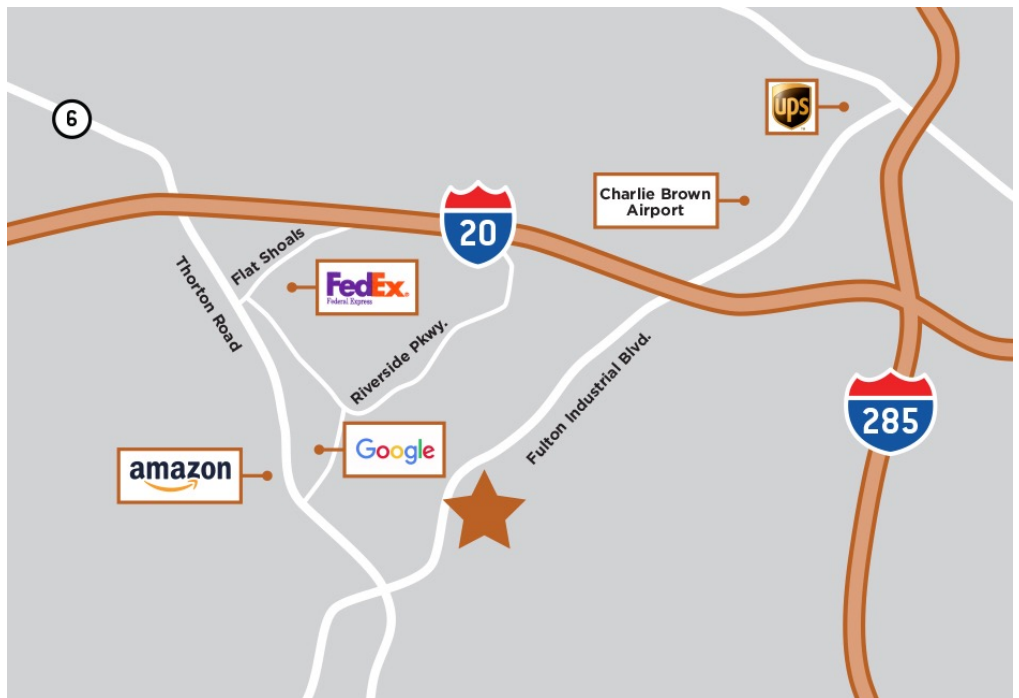 6
ups
Charlie Brown
Airport
20
Flat Shoals
FedEx®
Federal Express
Thorton Road
Riverside Pkwy.
Fulton Industrial Blvd.
285
Google
amazon